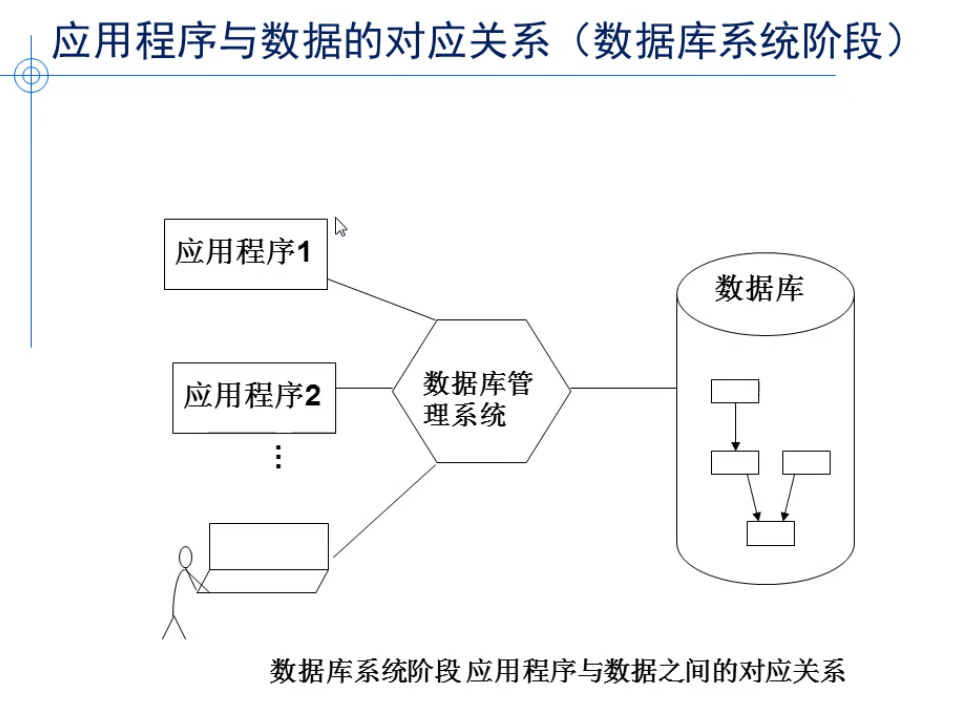 应用程序与数据的对应关系（数据库系统阶段）
应用程序1
数据库
应用程序2
数据库管
理系统
⋮
数据库系统阶段 应用程序与数据之间的对应关系